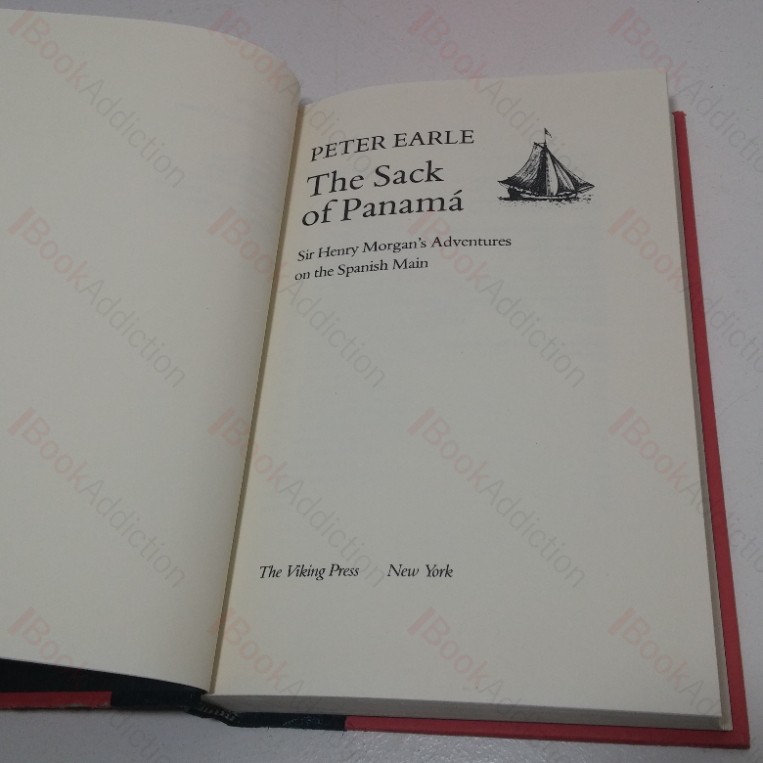 PETER EARLE
The Sack
of Panamá
Sir Henry Morgan's Adventures
on the Spanish Main
The Viking Press New York
BookAddiction